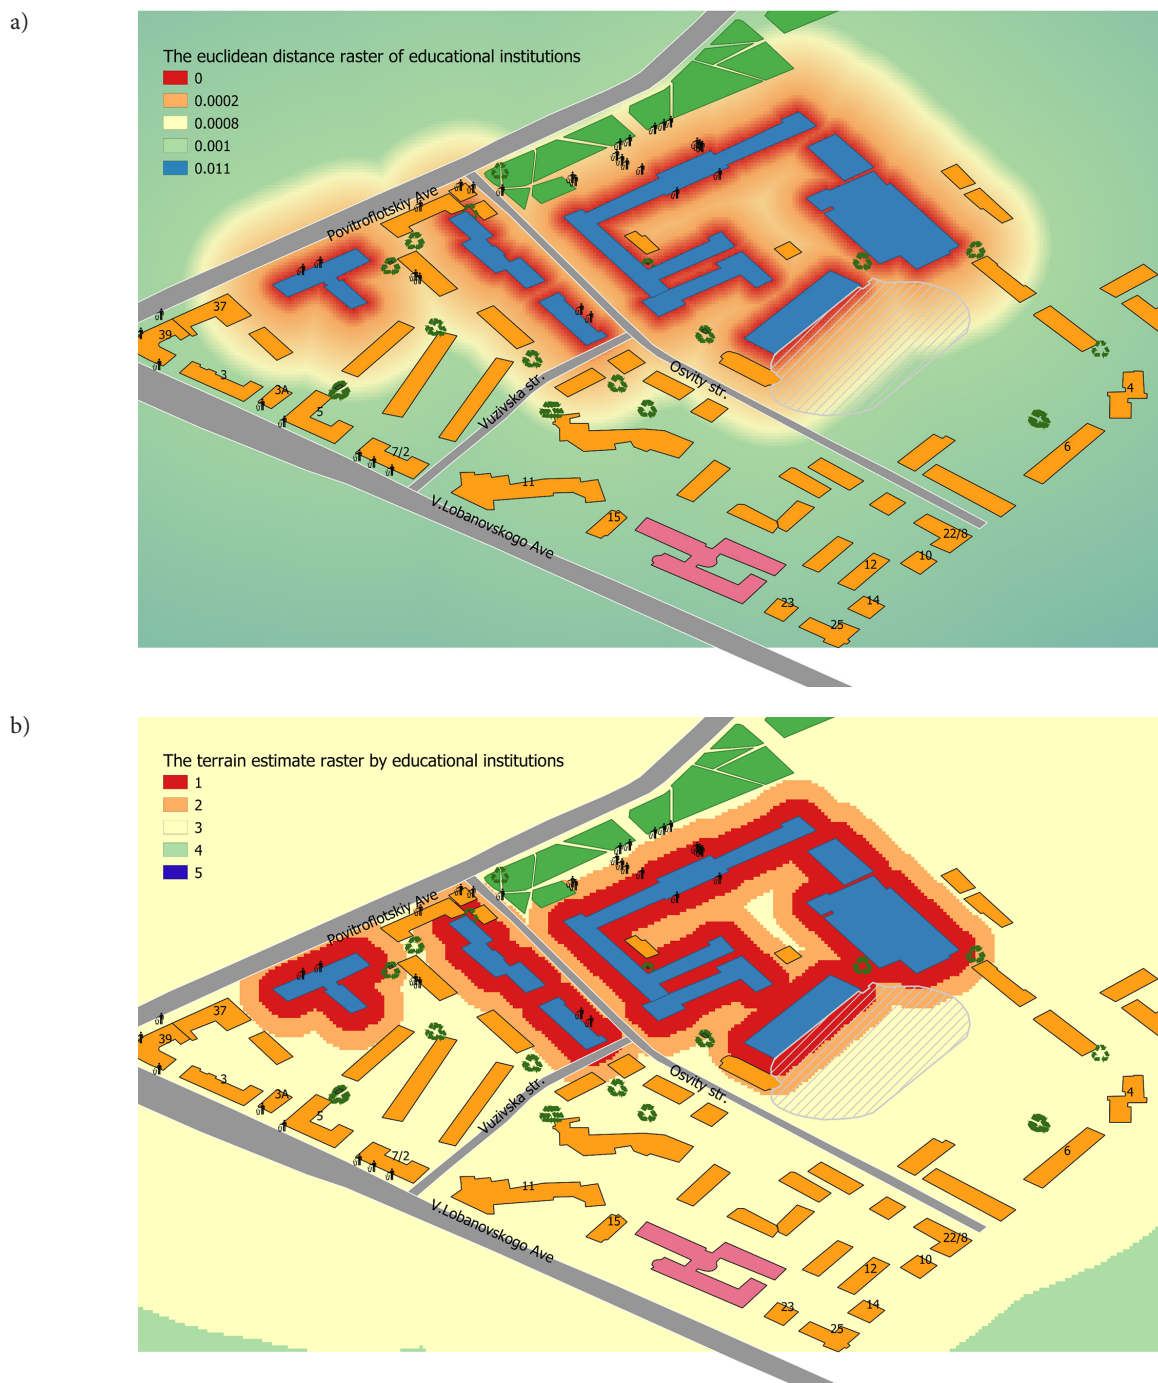 a)
The euclidean distance raster of educational institutions
0
0.0002
0.0008
0.001
0.011
Povitroflotskiy Ave
37
39
3
3A
5
7/2
Vuzivska str.
Osvity str.
4
6
11
V.Lobanovskogo Ave
15
22/8
10
12
14
23
25
b)
The terrain estimate raster by educational institutions
1
2
3
4
5
Povitroflotskiy Ave
37
39
3
3A
5
7/2
Vuzivska str.
Osvity str.
4
6
11
V.Lobanovskogo Ave
15
22/8
10
12
14
23
25